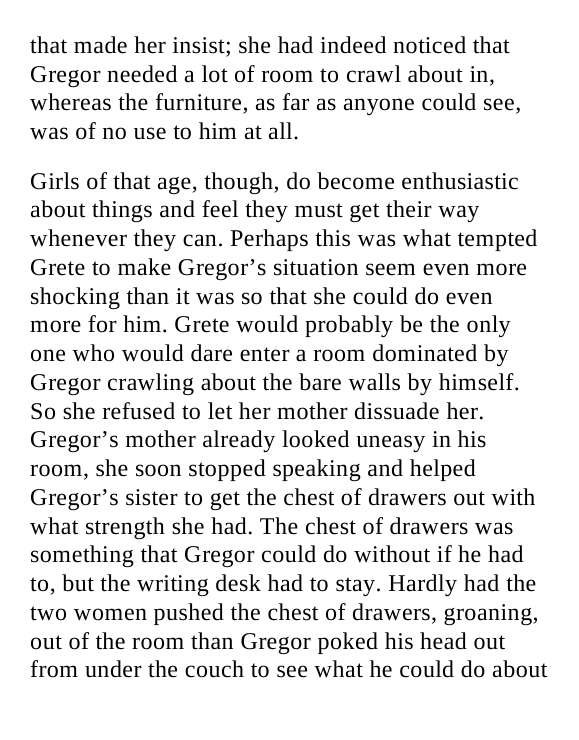 that made her insist; she had indeed noticed that
Gregor needed a lot of room to crawl about in,
whereas the furniture, as far as anyone could see,
was of no use to him at all.
Girls of that age, though, do become enthusiastic
about things and feel they must get their way
whenever they can. Perhaps this was what tempted
Grete to make Gregor’s situation seem even more
shocking than it was so that she could do even
more for him. Grete would probably be the only
one who would dare enter a room dominated by
Gregor crawling about the bare walls by himself.
So she refused to let her mother dissuade her.
Gregor’s mother already looked uneasy in his
room, she soon stopped speaking and helped
Gregor’s sister to get the chest of drawers out with
what strength she had. The chest of drawers was
something that Gregor could do without if he had
to, but the writing desk had to stay. Hardly had the
two women pushed the chest of drawers, groaning,
out of the room than Gregor poked his head out
from under the couch to see what he could do about